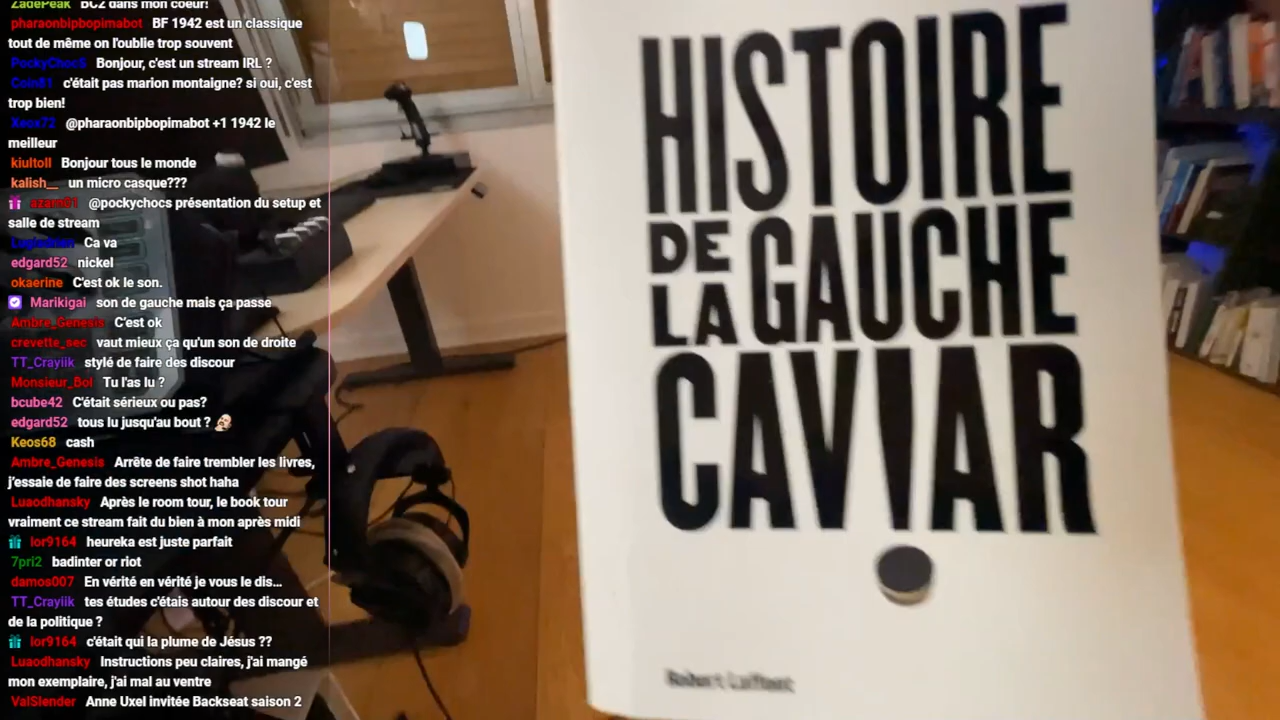 ZadePeak BC2 dans mon coeur!
pharaonbipbopimabot BF 1942 est un classique
tout de même on l'oublie trop souvent
PockyChocS Bonjour, c'est un stream IRL ?
Coin81 c'était pas marion montaigne? si oui, c'est
trop bien!
Xeox72 @pharaonbipbopimabot +1 1942 le
meilleur
kiultoll Bonjour tous le monde
kalish__ un micro casque???
azam01 @pockychocs présentation du setup et
salle de stream
Ca va
edgard52 nickel
okaerine C'est ok le son.
Marikigai son de gauche mais ça passe
Ambre_Genesis C'est ok
crevette_sec vaut mieux ça qu'un son de droite
TT_Crayiik stylé de faire des discour
Monsieur_Bol Tu l'as lu ?
bcube42 C'était sérieux ou pas?
edgard52 tous lu jusqu'au bout ?
Keos68 cash
Ambre_Genesis Arrête de faire trembler les livres,
j'essaie de faire des screens shot haha
Luaodhansky Après le room tour, le book tour
vraiment ce stream fait du bien à mon après midi
lor9164 heureka est juste parfait
7pri2 badinter or riot
damos007 En vérité en vérité je vous le dis...
TT_Crayiik tes études c'étais autour des discour et
de la politique ?
lor9164 c'était qui la plume de Jésus ??
Luaodhansky Instructions peu claires, j'ai mangé
mon exemplaire, j'ai mal au ventre
ValSlender Anne Uxel invitée Backseat saison 2
HISTOIRE
DE
LA GAUCHE
CAVIAR
Robert Laffont